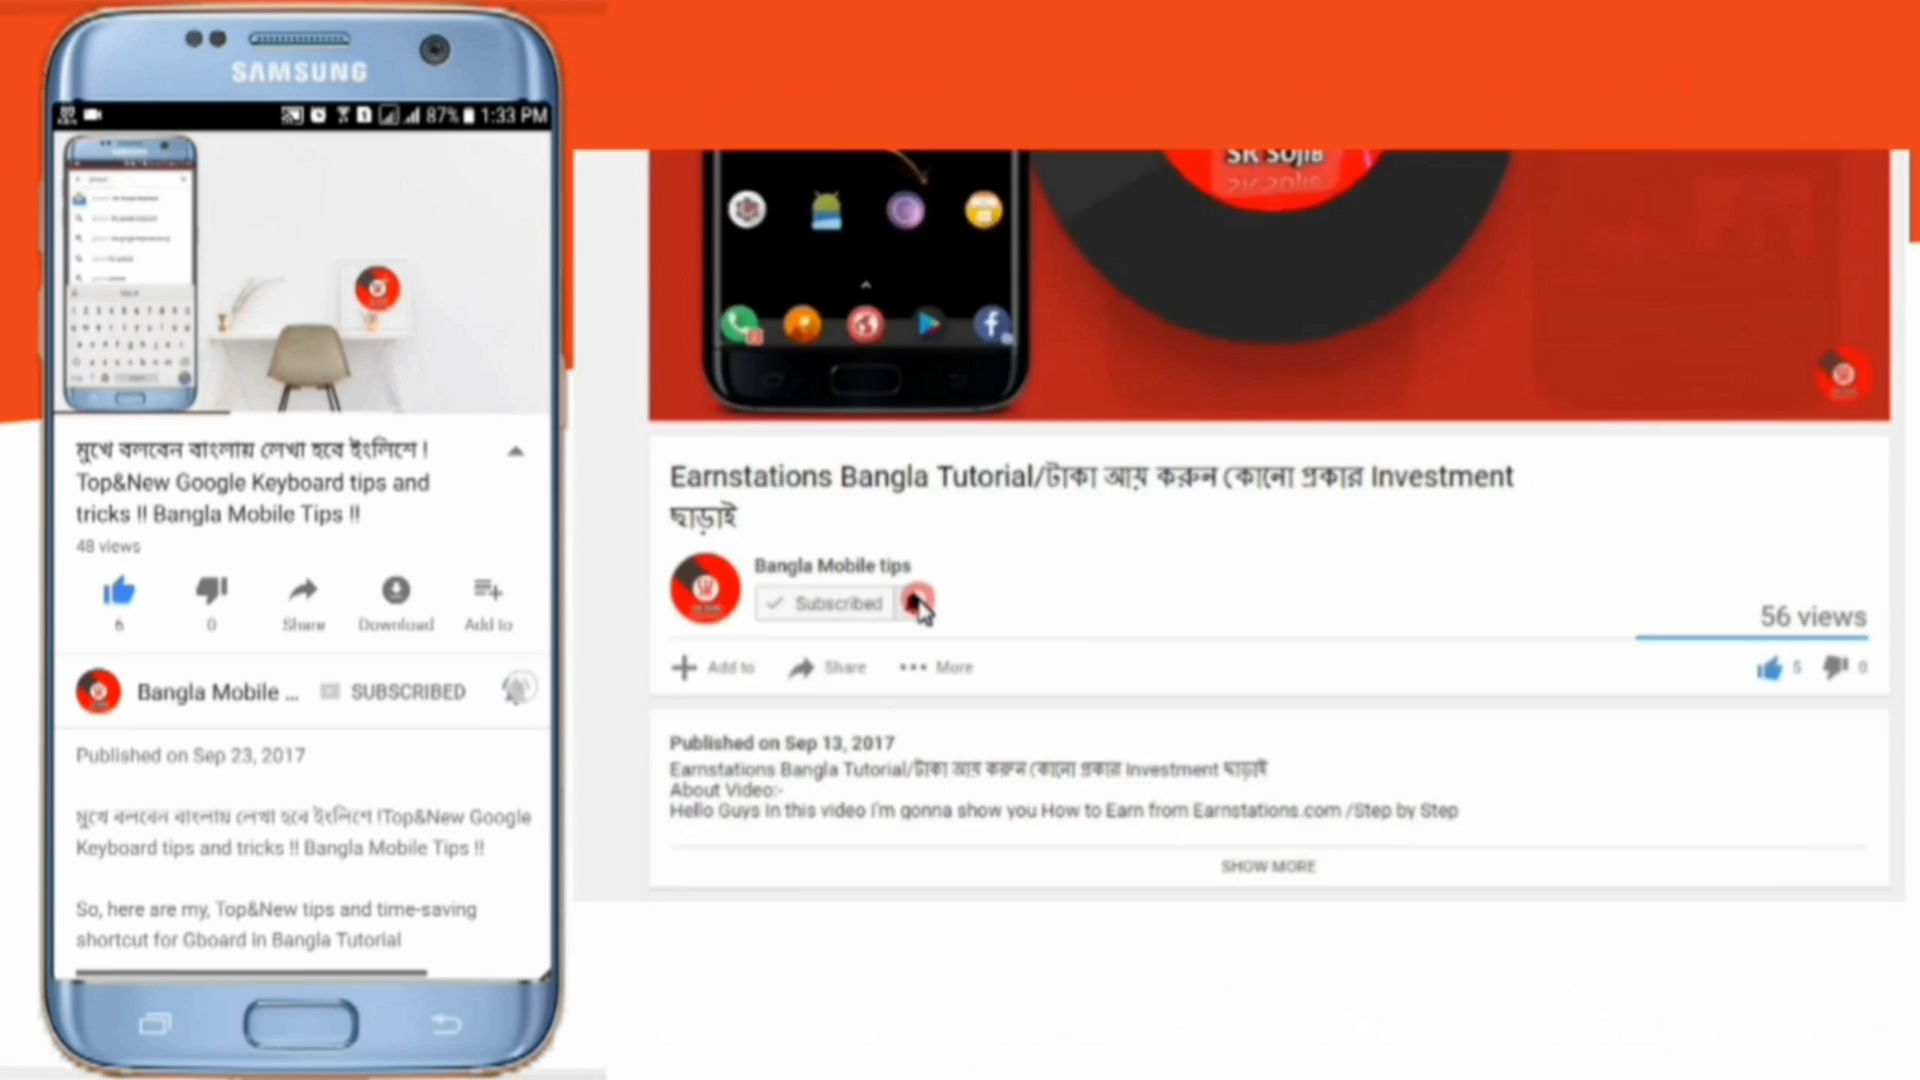 SAMSUNG
87% 1:33 PM
মুখে বলবেন বাংলায় লেখা হবে ইংলিশে !
Top&New Google Keyboard tips and
tricks !! Bangla Mobile Tips !!
48 views
6
0
Share
Download
Add to
Bangla Mobile ...
SUBSCRIBED
Published on Sep 23, 2017
মুখে বলবেন বাংলায় লেখা হবে ইংলিশে !Top&New Google
Keyboard tips and tricks !! Bangla Mobile Tips !!
So, here are my, Top&New tips and time-saving
shortcut for Gboard in Bangla Tutorial
SK SOJIB
Earnstations Bangla Tutorial/টাকা আয় করুন কোনো প্রকার Investment
ছাড়াই
Bangla Mobile tips
Subscribed
56 views
Add to
Share
More
5
0
Published on Sep 13, 2017
Earnstations Bangla Tutorial/টাকা আয় করুন কোনো প্রকার Investment ছাড়াই
About Video:-
Hello Guys In this video I'm gonna show you How to Earn from Earnstations.com /Step by Step
SHOW MORE